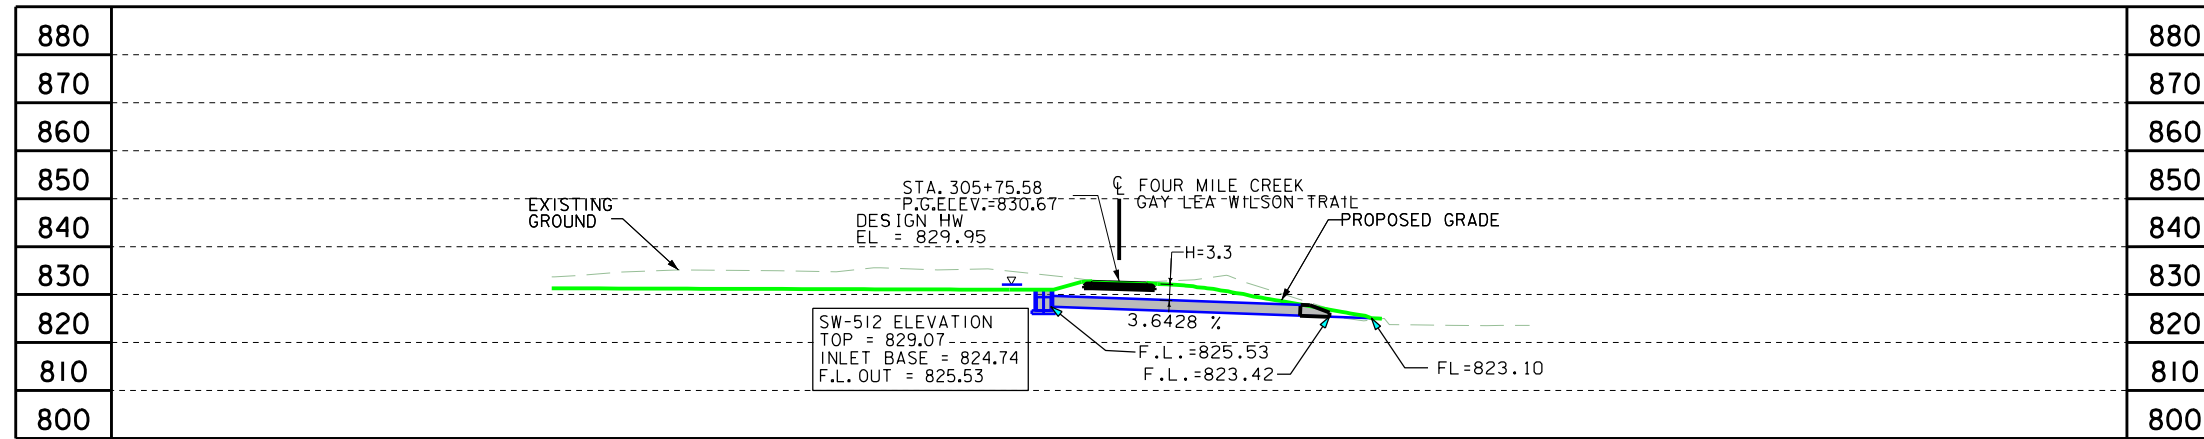 880 880
870 870
860 860
850 850
840 840
830 830
820 820
810 810
800 800
STA. 305+75.58
P.G.ELEV.=830.67
℄ FOUR MILE CREEK
GAY LEA WILSON TRAIL
EXISTING
GROUND
DESIGN HW
EL = 829.95
PROPOSED GRADE
H=3.3
SW-512 ELEVATION
TOP = 829.07
INLET BASE = 824.74
F.L. OUT = 825.53
3.6428 %
F.L.=825.53
F.L.=823.42
FL=823.10